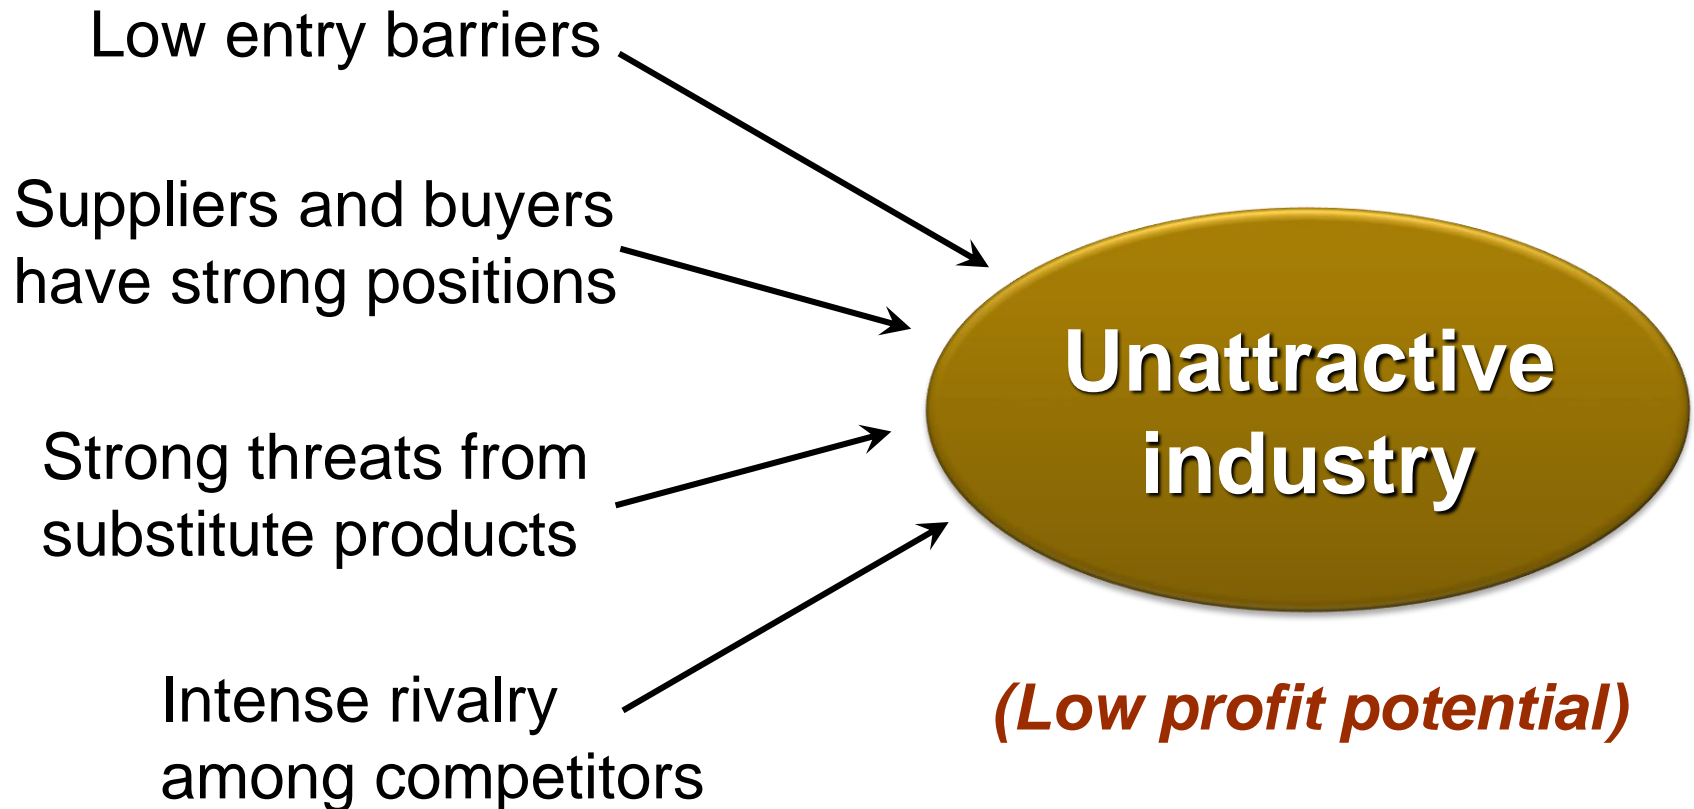 Low entry barriers
Suppliers and buyers
have strong positions
Strong threats from
substitute products
Intense rivalry
among competitors
Unattractive
industry
(Low profit potential)